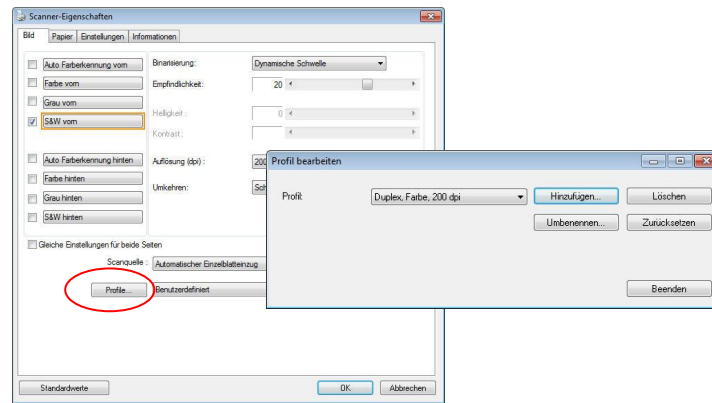 Scanner-Eigenschaften
Bild Papier Einstellungen Informationen
Auto Farberkennung vorn Binarisierung: Dynamische Schwelle
Farbe vorn Empfindlichkeit: 20
Grau vorn
Helligkeit : 0
S&W vorn
Kontrast :
Auto Farberkennung hinten Auflösung (dpi) : 200
Farbe hinten
Umkehren: Sch
Grau hinten
S&W hinten
Gleiche Einstellungen für beide Seiten
Scanquelle : Automatischer Einzelblatteinzug
Profile... Benutzerdefiniert
Standardwerte OK Abbrechen
Profil bearbeiten
Profil: Duplex, Farbe, 200 dpi Hinzufügen... Löschen
Umbenennen... Zurücksetzen
Beenden